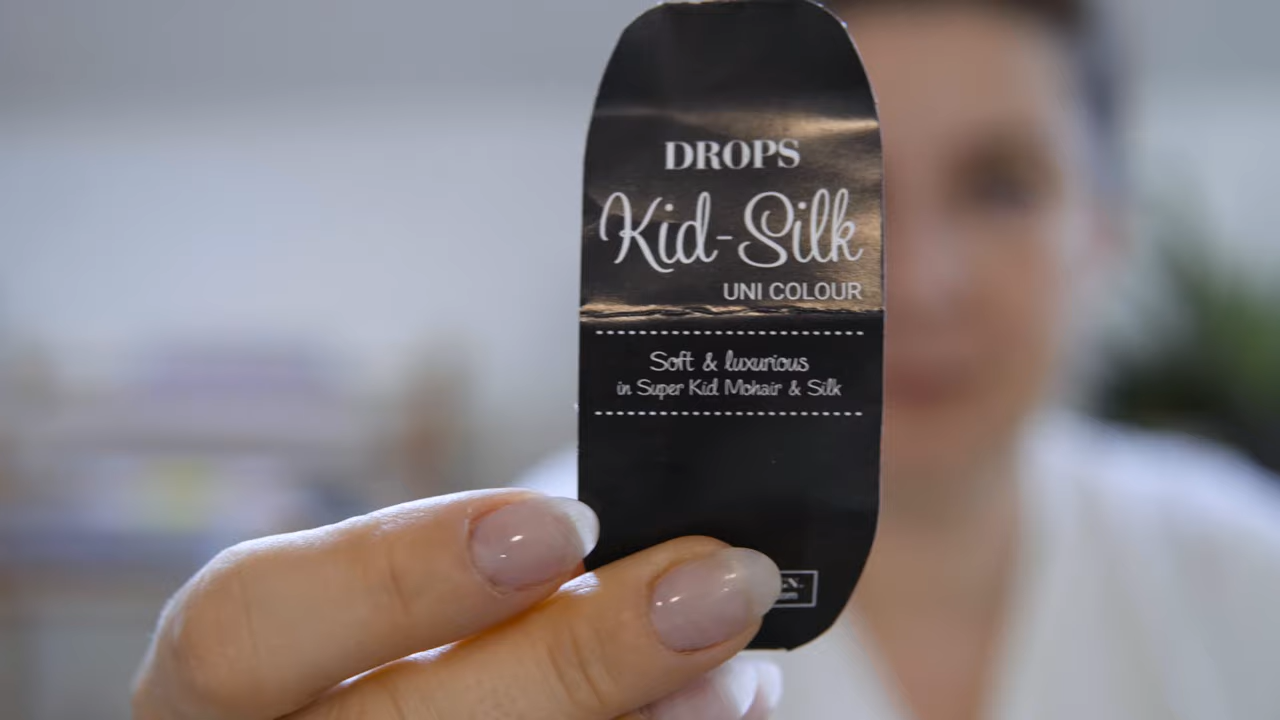 DROPS
Kid-Silk
UNI COLOUR
Soft & luxurious
in Super Kid Mohair & Silk